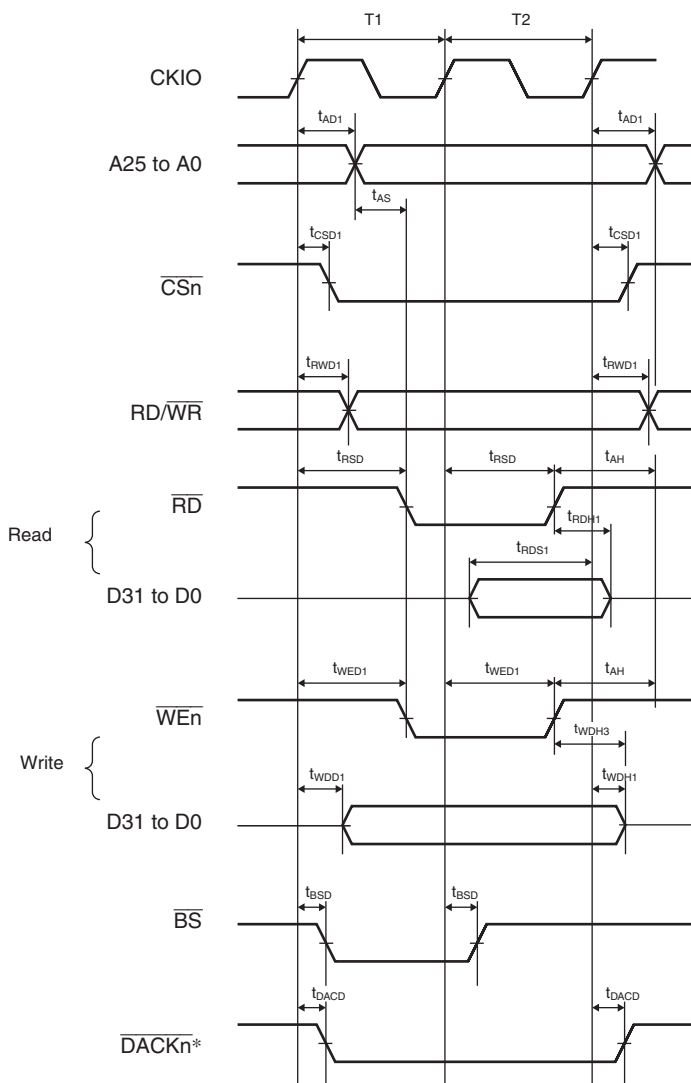 T1 T2
CKIO
tAD1 tAD1
A25 to A0
tAS
tCSD1 tCSD1
CSn
tRWD1 tRWD1
RD/WR
tRSD tRSD tAH
RD
tRDH1
Read
tRDS1
D31 to D0
tWED1 tWED1 tAH
WEn
tWDH3
Write
tWDD1 tWDH1
D31 to D0
tBSD tBSD
BS
tDACD tDACD
DACKn*